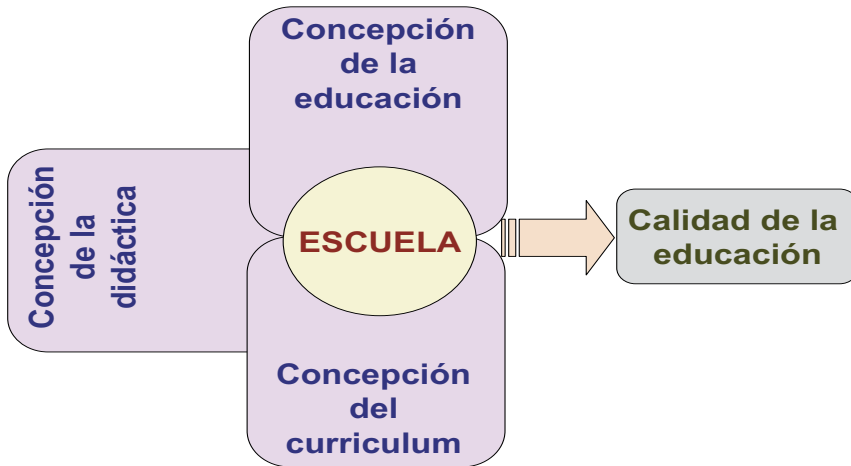 Concepción
de la
educación
Concepción
de la
didáctica
ESCUELA
Calidad de la
educación
Concepción
del
curriculum